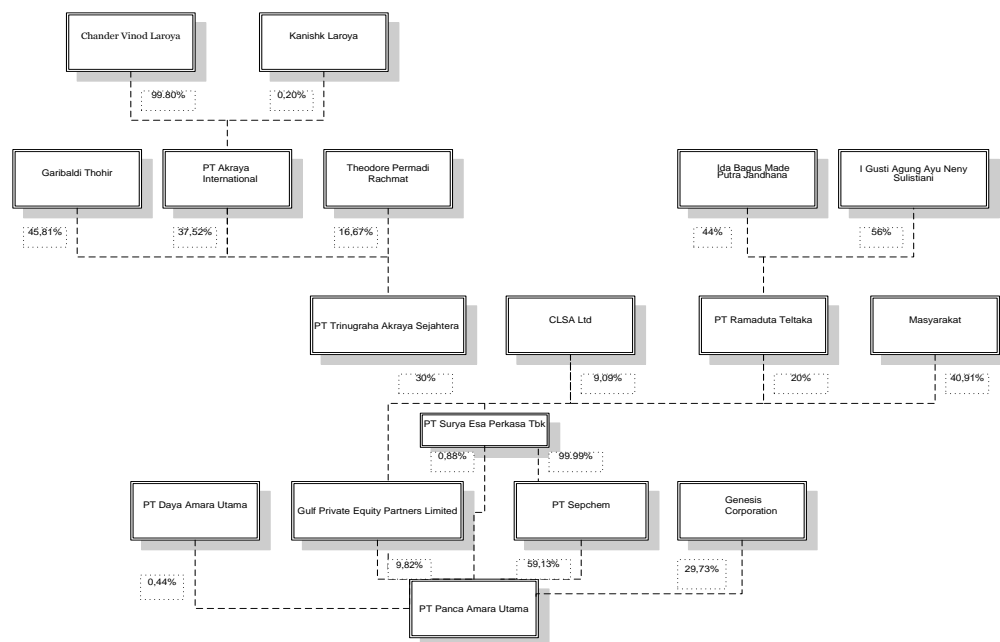 Chander Vinod Laroya
Kanishk Laroya
99.80%
0,20%
Garibaldi Thohir
PT Akraya
International
Theodore Permadi
Rachmat
Ida Bagus Made
Putra Jandhana
I Gusti Agung Ayu Neny
Sulistiani
45,81%
37,52%
16,67%
44%
56%
PT Trinugraha Akraya Sejahtera
CLSA Ltd
PT Ramaduta Teltaka
Masyarakat
30%
9,09%
20%
40,91%
PT Surya Esa Perkasa Tbk
0,88%
99.99%
PT Daya Amara Utama
Gulf Private Equity Partners Limited
PT Sepchem
Genesis
Corporation
0,44%
9,82%
59,13%
29,73%
PT Panca Amara Utama